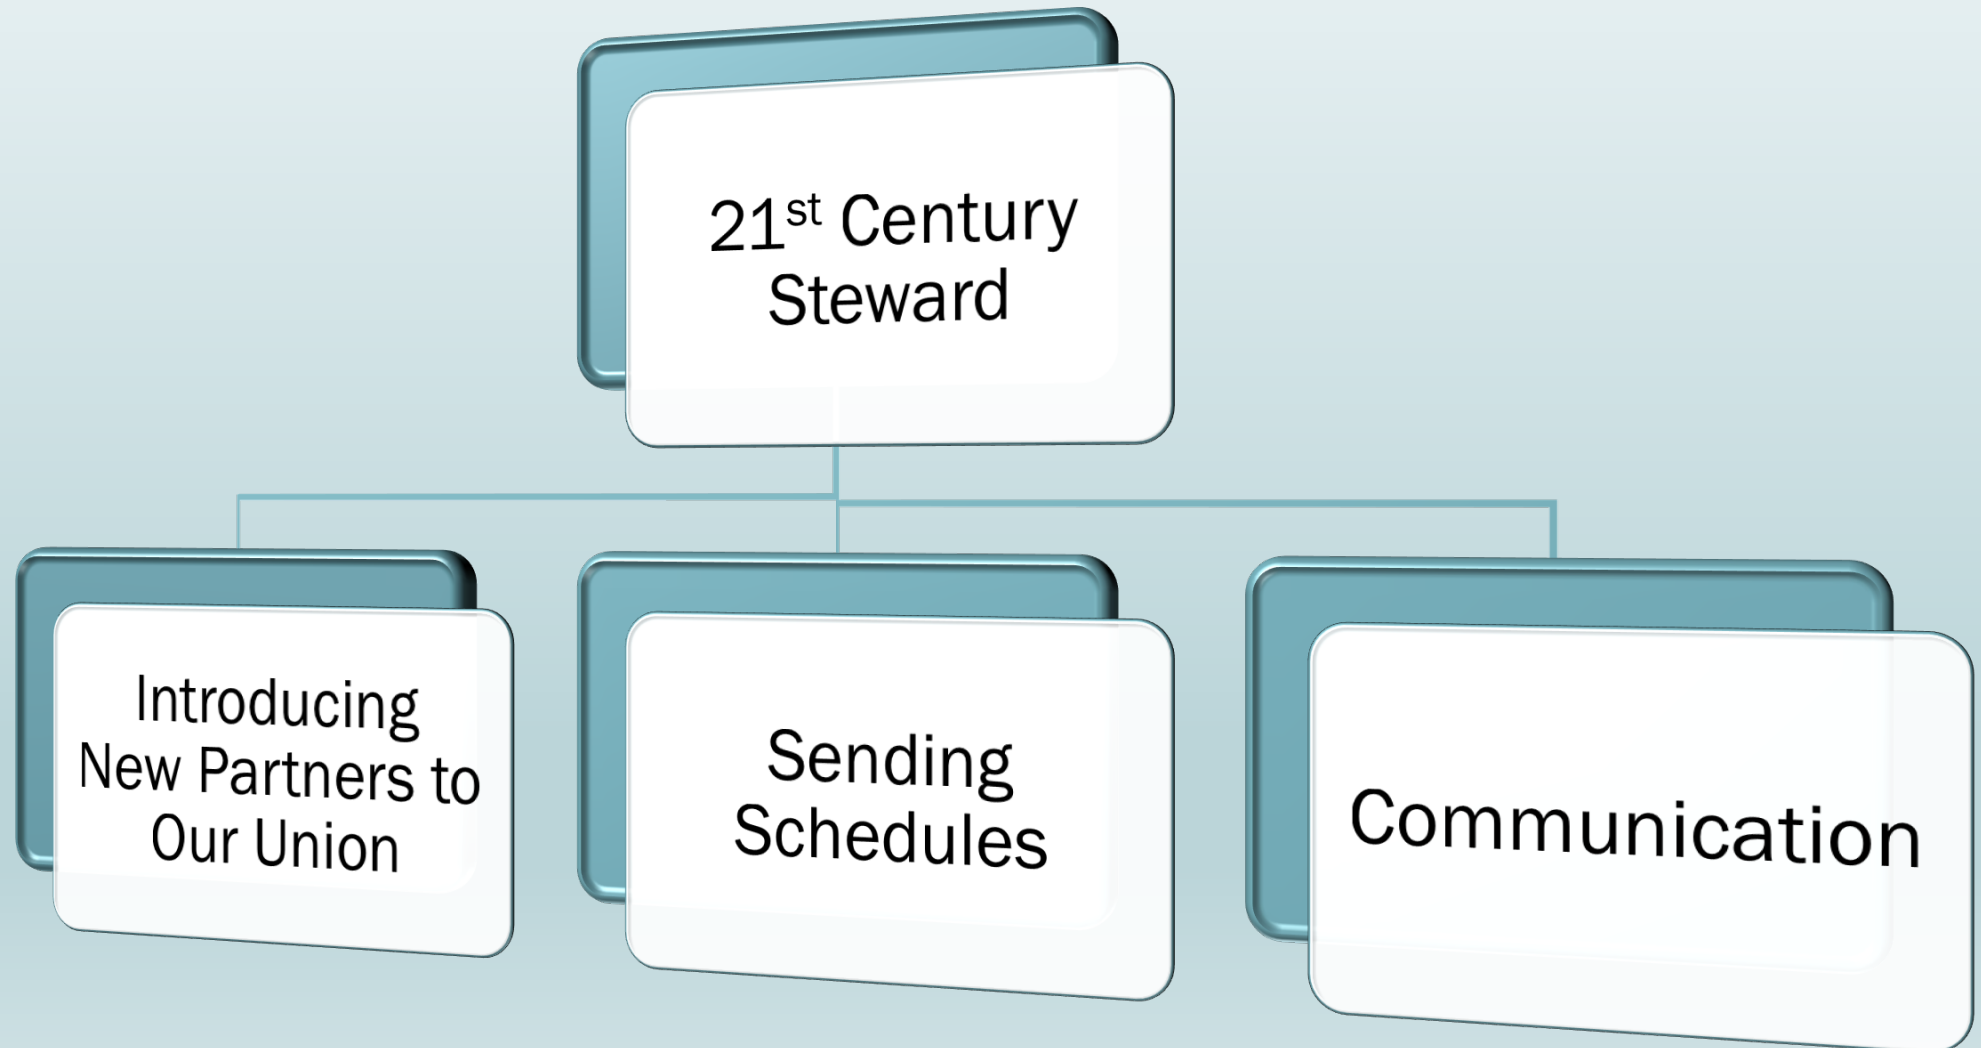 21st Century
Steward
Introducing
New Partners to
Our Union
Sending
Schedules
Communication